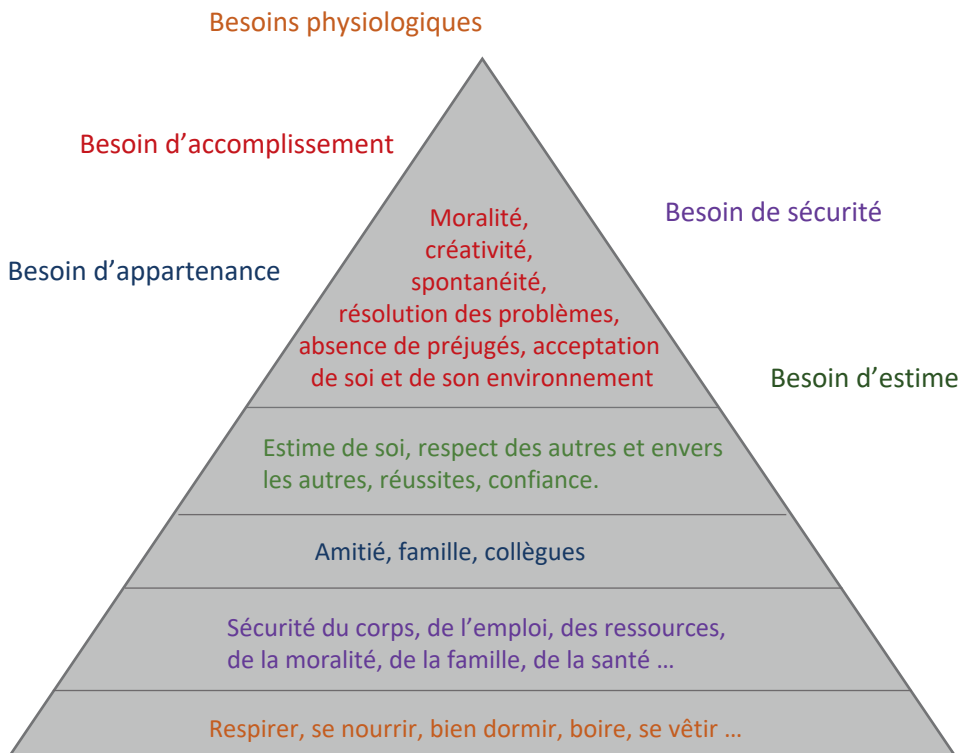 Besoins physiologiques
Besoin d’accomplissement
Besoin de sécurité
Moralité,
créativité,
spontanéité,
résolution des problèmes,
absence de préjugés, acceptation
de soi et de son environnement
Besoin d’appartenance
Besoin d’estime
Estime de soi, respect des autres et envers
les autres, réussites, confiance.
Amitié, famille, collègues
Sécurité du corps, de l’emploi, des ressources,
de la moralité, de la famille, de la santé ...
Respirer, se nourrir, bien dormir, boire, se vêtir ...